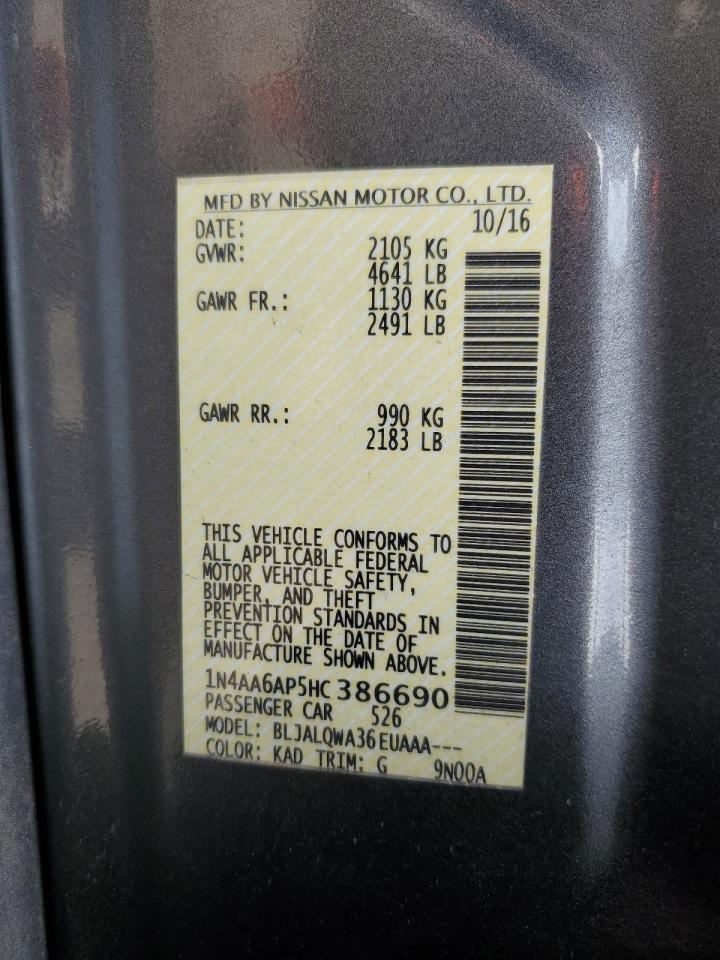 MFD BY NISSAN MOTOR CO., LTD.
DATE: 10/16
GVWR: 2105 KG
4641 LB
GAWR FR.: 1130 KG
2491 LB
GAWR RR.: 990 KG
2183 LB
THIS VEHICLE CONFORMS TO
ALL APPLICABLE FEDERAL
MOTOR VEHICLE SAFETY,
BUMPER, AND THEFT
PREVENTION STANDARDS IN
EFFECT ON THE DATE OF
MANUFACTURE SHOWN ABOVE.
1N4AA6AP5HC386690
PASSENGER CAR 526
MODEL: BLJALQWA36EUAAA---
COLOR: KAD TRIM: G 9N00A